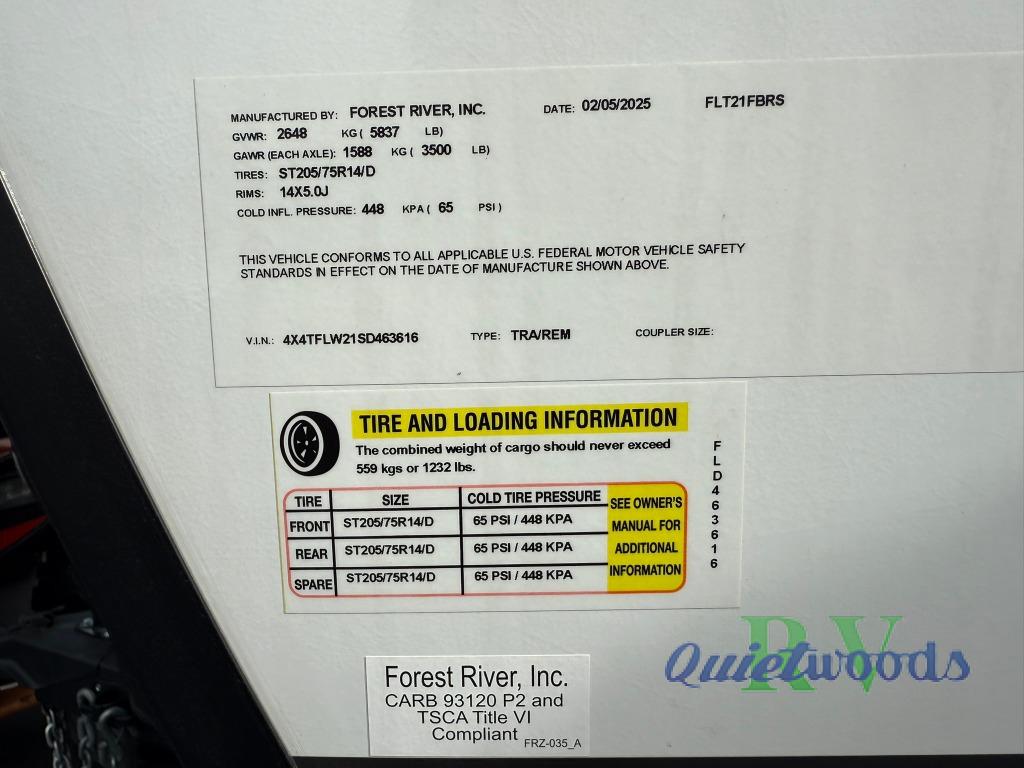 MANUFACTURED BY: FOREST RIVER, INC. DATE: 02/05/2025 FLT21FBRS
GVWR: 2648 KG ( 5837 LB)
GAWR (EACH AXLE): 1588 KG ( 3500 LB)
TIRES: ST205/75R14/D
RIMS: 14X5.0J
COLD INFL. PRESSURE: 448 KPA ( 65 PSI )
THIS VEHICLE CONFORMS TO ALL APPLICABLE U.S. FEDERAL MOTOR VEHICLE SAFETY
STANDARDS IN EFFECT ON THE DATE OF MANUFACTURE SHOWN ABOVE.
V.I.N.: 4X4TFLW21SD463616 TYPE: TRA/REM COUPLER SIZE:
TIRE AND LOADING INFORMATION
The combined weight of cargo should never exceed
559 kgs or 1232 lbs.
TIRE SIZE COLD TIRE PRESSURE
FRONT ST205/75R14/D 65 PSI / 448 KPA
REAR ST205/75R14/D 65 PSI / 448 KPA
SPARE ST205/75R14/D 65 PSI / 448 KPA
SEE OWNER'S
MANUAL FOR
ADDITIONAL
INFORMATION
FLD463616
Forest River, Inc.
CARB 93120 P2 and
TSCA Title VI
Compliant FRZ-035_A
RV
Quietwoods